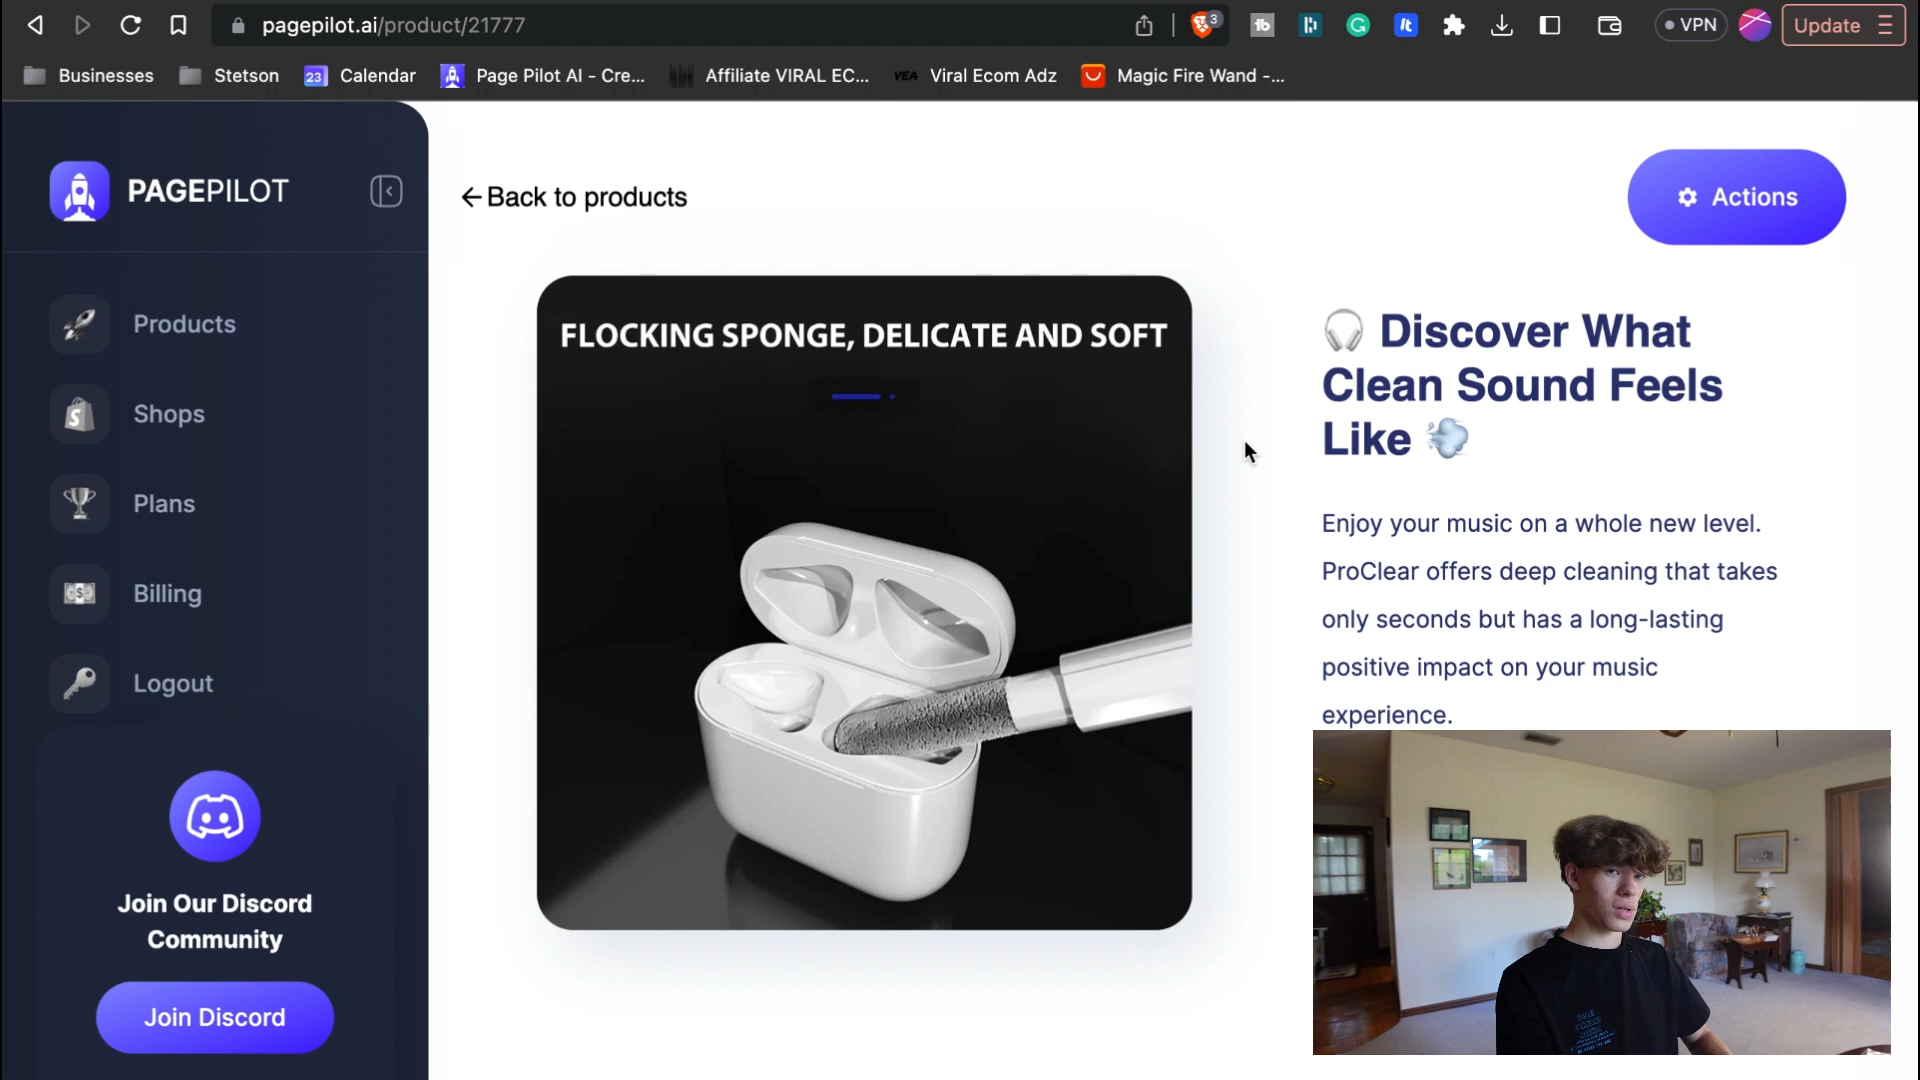 pagepilot.ai/product/21777
3
VPN
Update
Businesses
Stetson
23
Calendar
Page Pilot AI - Cre...
Affiliate VIRAL EC...
VEA
Viral Ecom Adz
Magic Fire Wand -...
PAGEPILOT
Products
Shops
Plans
Billing
Logout
Join Our Discord
Community
Join Discord
Back to products
Actions
FLOCKING SPONGE, DELICATE AND SOFT
Discover What
Clean Sound Feels
Like
Enjoy your music on a whole new level.
ProClear offers deep cleaning that takes
only seconds but has a long-lasting
positive impact on your music
experience.